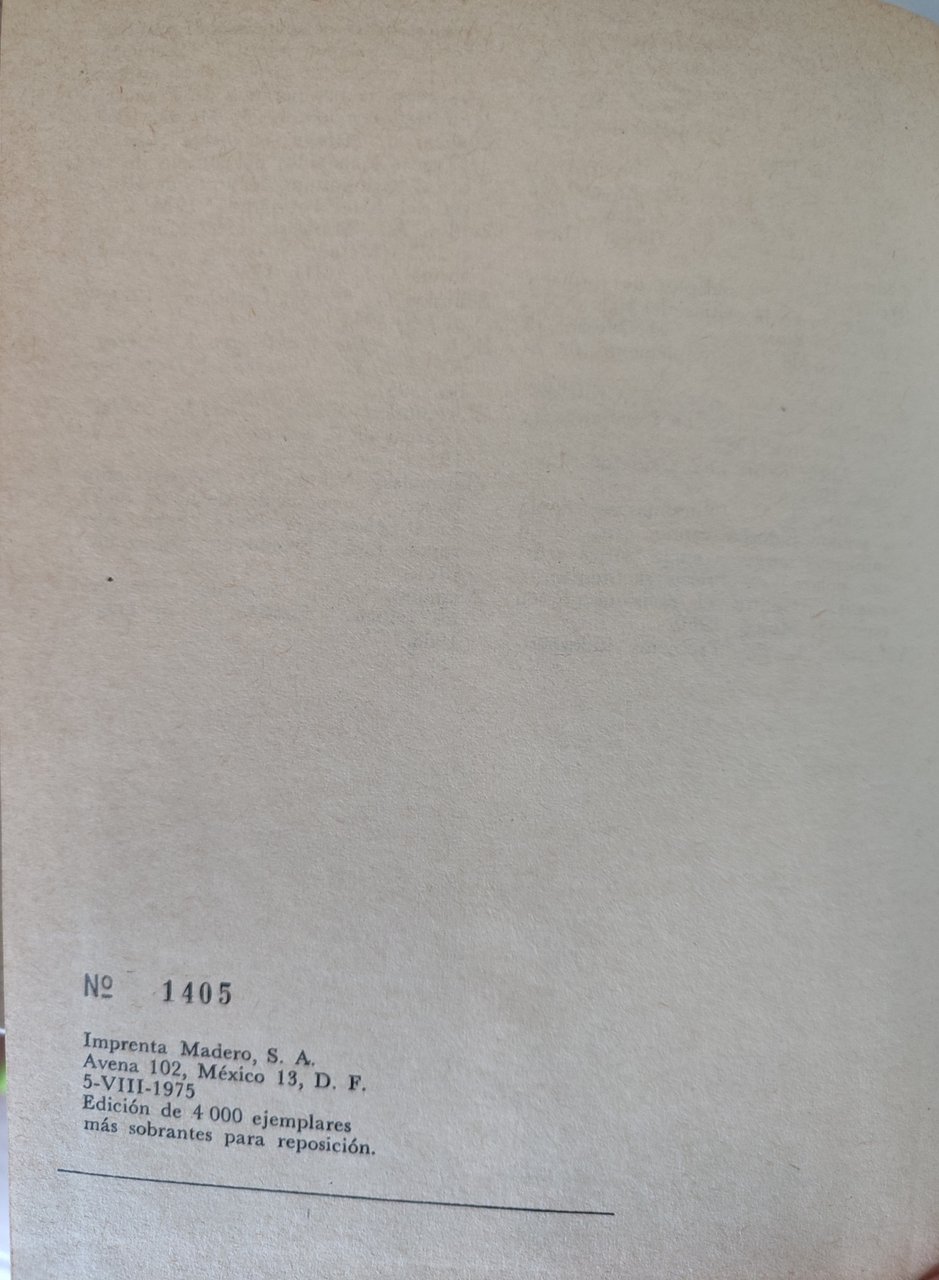 Nº 1405
Imprenta Madero, S. A.
Avena 102, México 13, D. F.
5-VIII-1975
Edición de 4 000 ejemplares
más sobrantes para reposición.